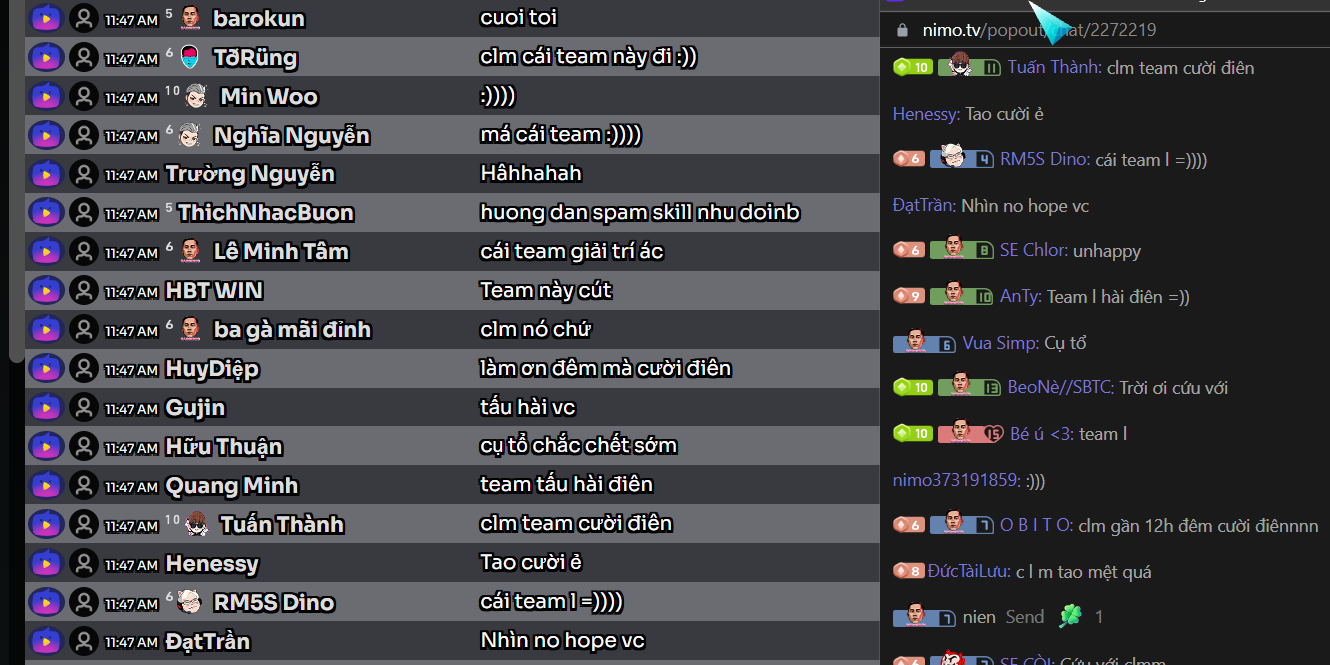 11:47 AM 5 barokun cuoi toi
11:47 AM 6 TõRũng clm cái team này đi :))
11:47 AM 10 Min Woo :))))
11:47 AM 6 Nghĩa Nguyễn má cái team :))))
11:47 AM Trường Nguyễn Hâhhahah
11:47 AM 5 ThichNhacBuon huong dan spam skill nhu doinb
11:47 AM 6 Lê Minh Tâm cái team giải trí ác
11:47 AM HBT WIN Team này cút
11:47 AM 6 ba gà mãi đỉnh clm nó chứ
11:47 AM HuyDiệp làm ơn đêm mà cười điên
11:47 AM Gujin tấu hài vc
11:47 AM Hữu Thuận cụ tổ chắc chết sớm
11:47 AM Quang Minh team tấu hài điên
11:47 AM 10 Tuấn Thành clm team cười điên
11:47 AM Henessy Tao cười ẻ
11:47 AM 6 RM5S Dino cái team l =))))
11:47 AM ĐạtTrần Nhìn no hope vc
nimo.tv/popout/chat/2272219
10 11 Tuấn Thành: clm team cười điên
Henessy: Tao cười ẻ
6 4 RM5S Dino: cái team l =))))
ĐạtTrần: Nhìn no hope vc
6 8 SE Chlor: unhappy
9 10 AnTy: Team l hài điên =))
6 Vua Simp: Cụ tổ
10 13 BeoNè//SBTC: Trời ơi cứu với
10 15 Bé ú <3: team l
nimo373191859: :)))
6 7 O B I T O: clm gần 12h đêm cười điênnnn
8 ĐứcTàiLưu: c l m tao mệt quá
7 nien Send 1
6 7 SE CÒI: Cứu với clmm